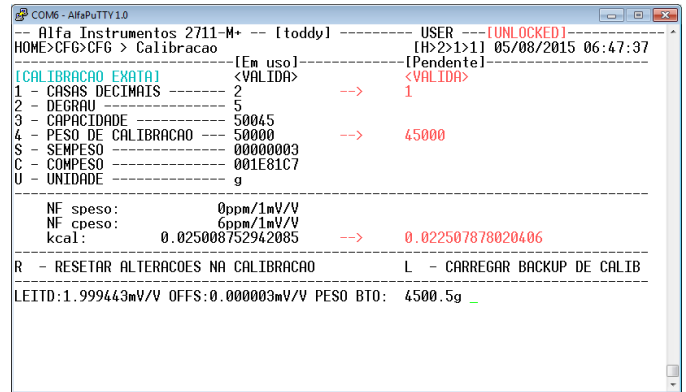 COM6 - AlfaPuTTY1.0
-- Alfa Instrumentos 2711-M+ -- [toddy] --------- USER ---[UNLOCKED]-----------
HOME>CFG>CFG > Calibracao [H>2>1>1] 05/08/2015 06:47:37
----------------------------[Em uso]-------------[Pendente]--------------------
[CALIBRACAO EXATA] <VALIDA> <VALIDA>
1 - CASAS DECIMAIS ------- 2 --> 1
2 - DEGRAU --------------- 5
3 - CAPACIDADE ----------- 50045
4 - PESO DE CALIBRACAO --- 50000 --> 45000
S - SEMPESO -------------- 00000003
C - COMPESO -------------- 001E81C7
U - UNIDADE -------------- g
NF speso: 0ppm/1mV/V
NF cpeso: 6ppm/1mV/V
kcal: 0.025008752942085 --> 0.022507878020406
R - RESETAR ALTERACOES NA CALIBRACAO L - CARREGAR BACKUP DE CALIB
LEITD:1.999443mV/V OFFS:0.000003mV/V PESO BTO: 4500.5g _